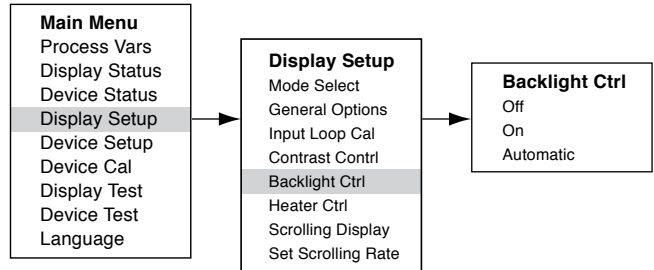 Main Menu
Process Vars
Display Status
Device Status
Display Setup
Device Setup
Device Cal
Display Test
Device Test
Language
Display Setup
Mode Select
General Options
Input Loop Cal
Contrast Contrl
Backlight Ctrl
Heater Ctrl
Scrolling Display
Set Scrolling Rate
Backlight Ctrl
Off
On
Automatic